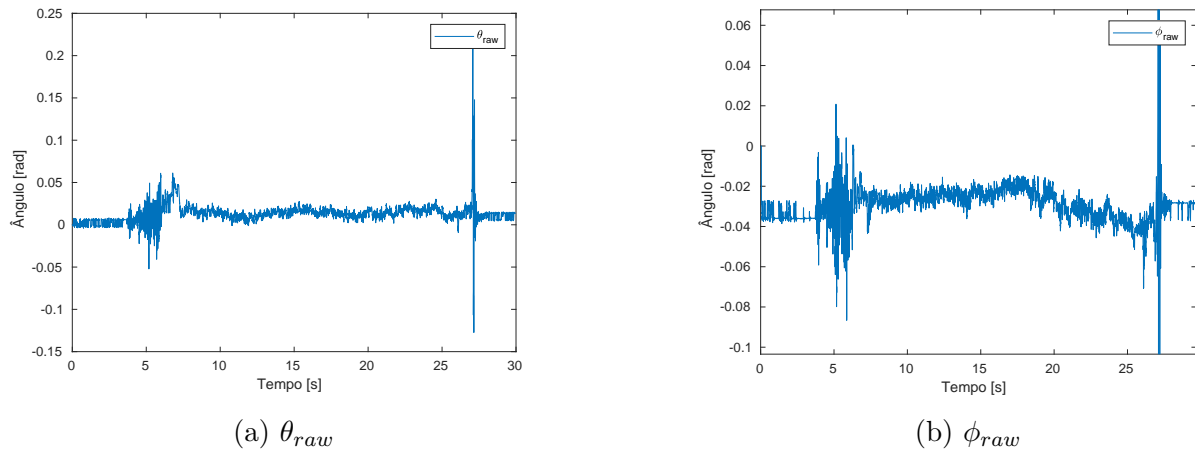 0.25
0.2
0.15
0.1
0.05
0
-0.05
-0.1
-0.15
Ângulo [rad]
θraw
0 5 10 15 20 25 30
Tempo [s]
(a) θraw
0.06
0.04
0.02
0
-0.02
-0.04
-0.06
-0.08
-0.1
Ângulo [rad]
ϕraw
0 5 10 15 20 25
Tempo [s]
(b) ϕraw